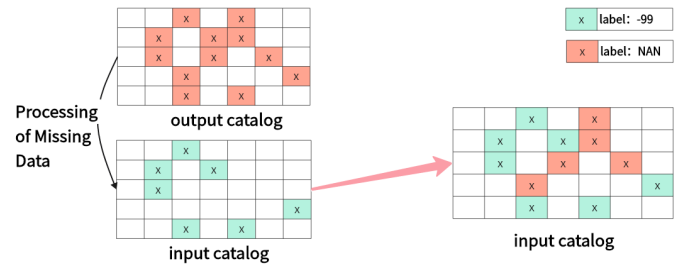 x x
x label: -99
x x x
x x x x label: NAN
x x
x x
output catalog
Processing
of Missing
Data
x
x x
x
x
x x
input catalog
x x
x x x
x x x
x x
x x
input catalog